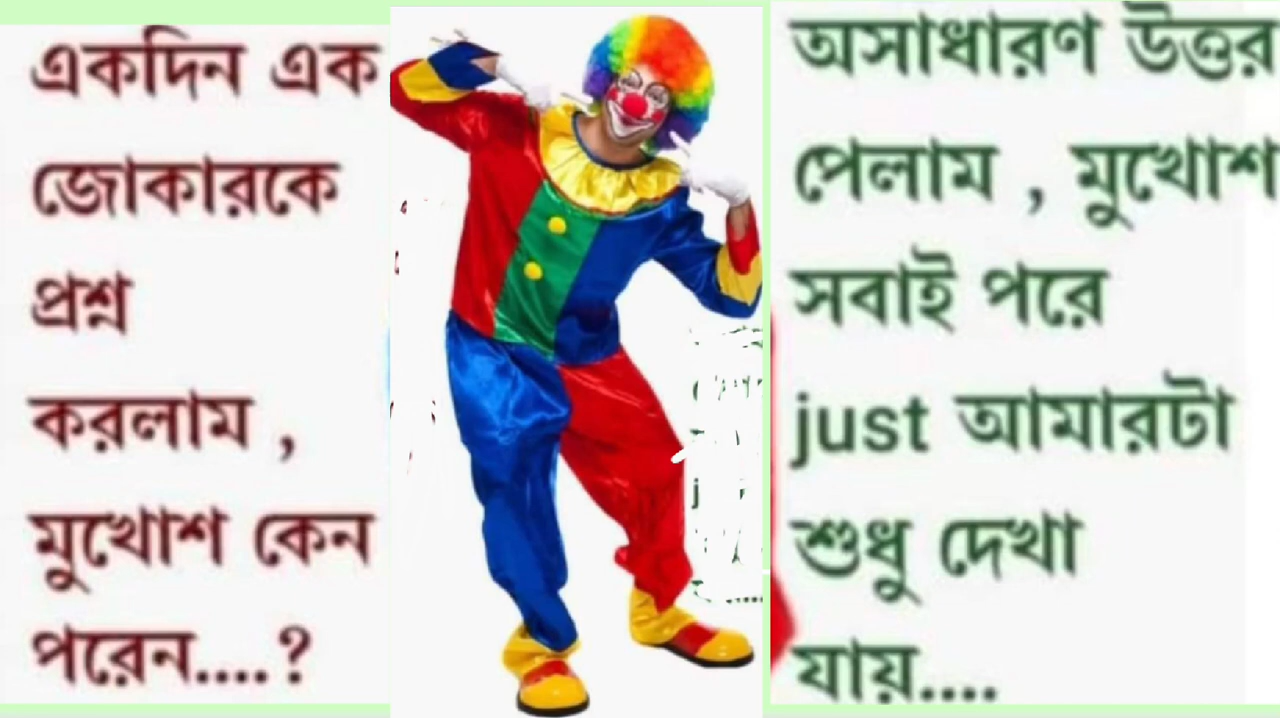 একদিন এক
জোকারকে
প্রশ্ন
করলাম ,
মুখোশ কেন
পরেন....?
অসাধারণ উত্তর
পেলাম , মুখোশ
সবাই পরে
just আমারটা
শুধু দেখা
যায়....